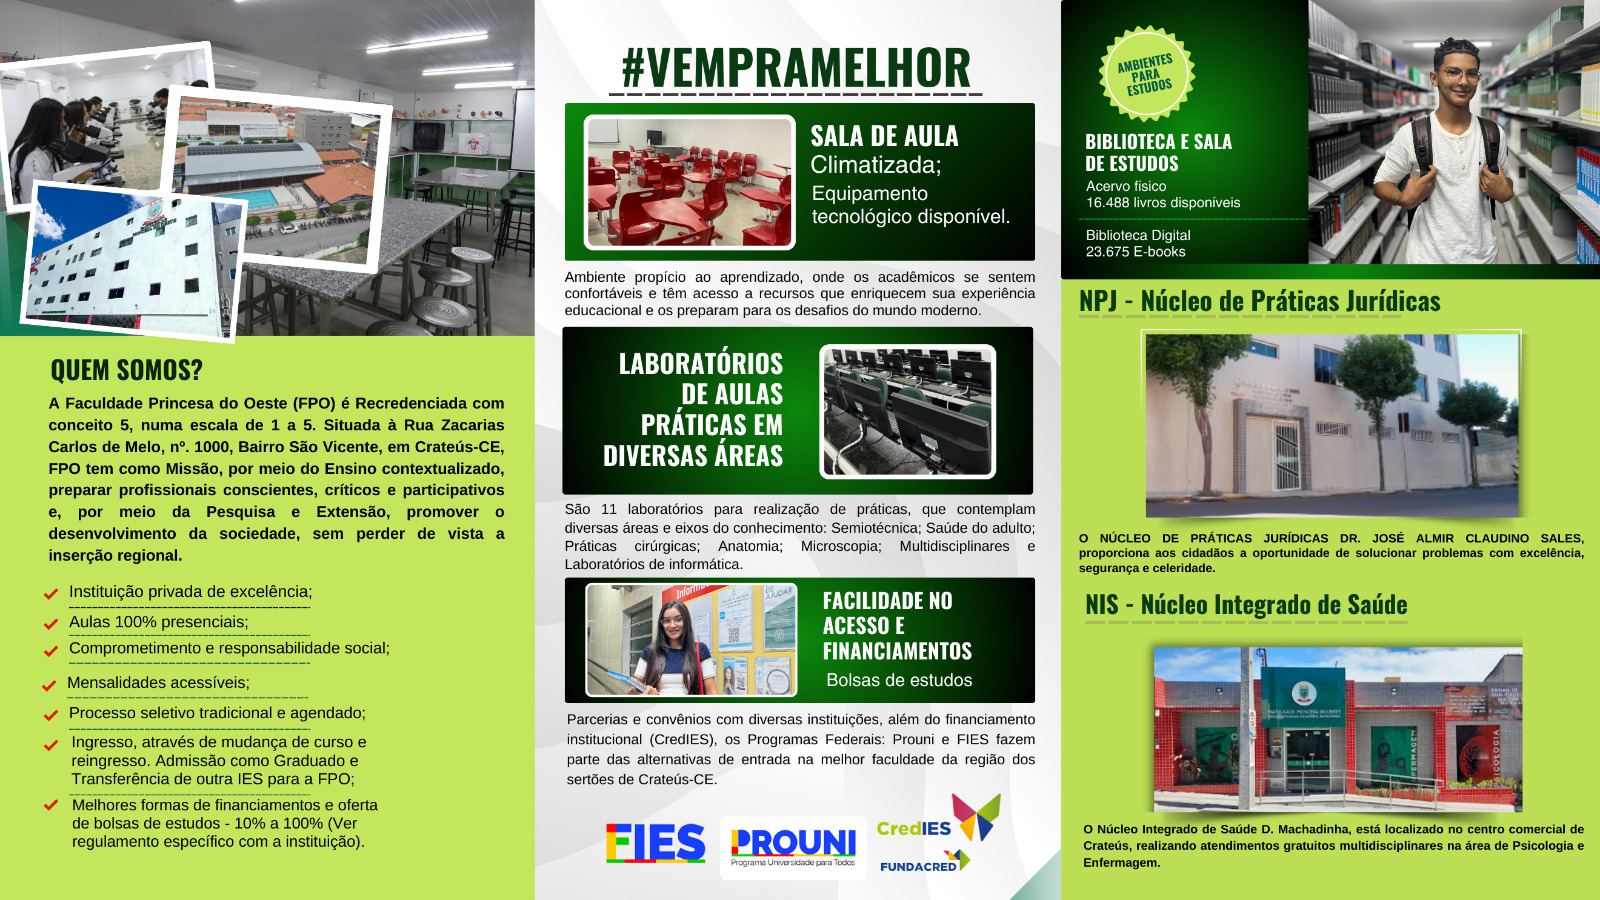 QUEM SOMOS?
A Faculdade Princesa do Oeste (FPO) é Recredenciada com
conceito 5, numa escala de 1 a 5. Situada à Rua Zacarias
Carlos de Melo, nº. 1000, Bairro São Vicente, em Crateús-CE,
FPO tem como Missão, por meio do Ensino contextualizado,
preparar profissionais conscientes, críticos e participativos
e, por meio da Pesquisa e Extensão, promover o
desenvolvimento da sociedade, sem perder de vista a
inserção regional.
Instituição privada de excelência;
Aulas 100% presenciais;
Comprometimento e responsabilidade social;
Mensalidades acessíveis;
Processo seletivo tradicional e agendado;
Ingresso, através de mudança de curso e
reingresso. Admissão como Graduado e
Transferência de outra IES para a FPO;
Melhores formas de financiamentos e oferta
de bolsas de estudos - 10% a 100% (Ver
regulamento específico com a instituição).
#VEMPRAMELHOR
SALA DE AULA
Climatizada;
Equipamento
tecnológico disponível.
Ambiente propício ao aprendizado, onde os acadêmicos se sentem
confortáveis e têm acesso a recursos que enriquecem sua experiência
educacional e os preparam para os desafios do mundo moderno.
LABORATÓRIOS
DE AULAS
PRÁTICAS EM
DIVERSAS ÁREAS
São 11 laboratórios para realização de práticas, que contemplam
diversas áreas e eixos do conhecimento: Semiotécnica; Saúde do adulto;
Práticas cirúrgicas; Anatomia; Microscopia; Multidisciplinares e
Laboratórios de informática.
FACILIDADE NO
ACESSO E
FINANCIAMENTOS
Bolsas de estudos
Parcerias e convênios com diversas instituições, além do financiamento
institucional (CredIES), os Programas Federais: Prouni e FIES fazem
parte das alternativas de entrada na melhor faculdade da região dos
sertões de Crateús-CE.
FIES
PROUNI
Programa Universidade para Todos
CredIES
FUNDACRED
AMBIENTES
PARA
ESTUDOS
BIBLIOTECA E SALA
DE ESTUDOS
Acervo físico
16.488 livros disponíveis
Biblioteca Digital
23.675 E-books
NPJ - Núcleo de Práticas Jurídicas
O NÚCLEO DE PRÁTICAS JURÍDICAS DR. JOSÉ ALMIR CLAUDINO SALES,
proporciona aos cidadãos a oportunidade de solucionar problemas com excelência,
segurança e celeridade.
NIS - Núcleo Integrado de Saúde
FACULDADE PRINCESA DO OESTE
O Núcleo Integrado de Saúde D. Machadinha, está localizado no centro comercial de
Crateús, realizando atendimentos gratuitos multidisciplinares na área de Psicologia e
Enfermagem.